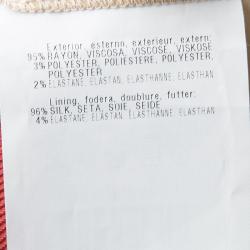 Exterior, esterno, exterieur, extern:
95% RAYON, VISCOSA, VISCOSE, VISKOSE
3% POLYESTER, POLIESTERE, POLYESTER,
POLYESTER
2% ELASTANE, ELASTAN, ELASTHANNE, ELASTHAN
Lining, fodera, doublure, futter:
96% SILK, SETA, SOIE, SEIDE
4% ELASTANE, ELASTAN, ELASTHANNE, ELASTHAN